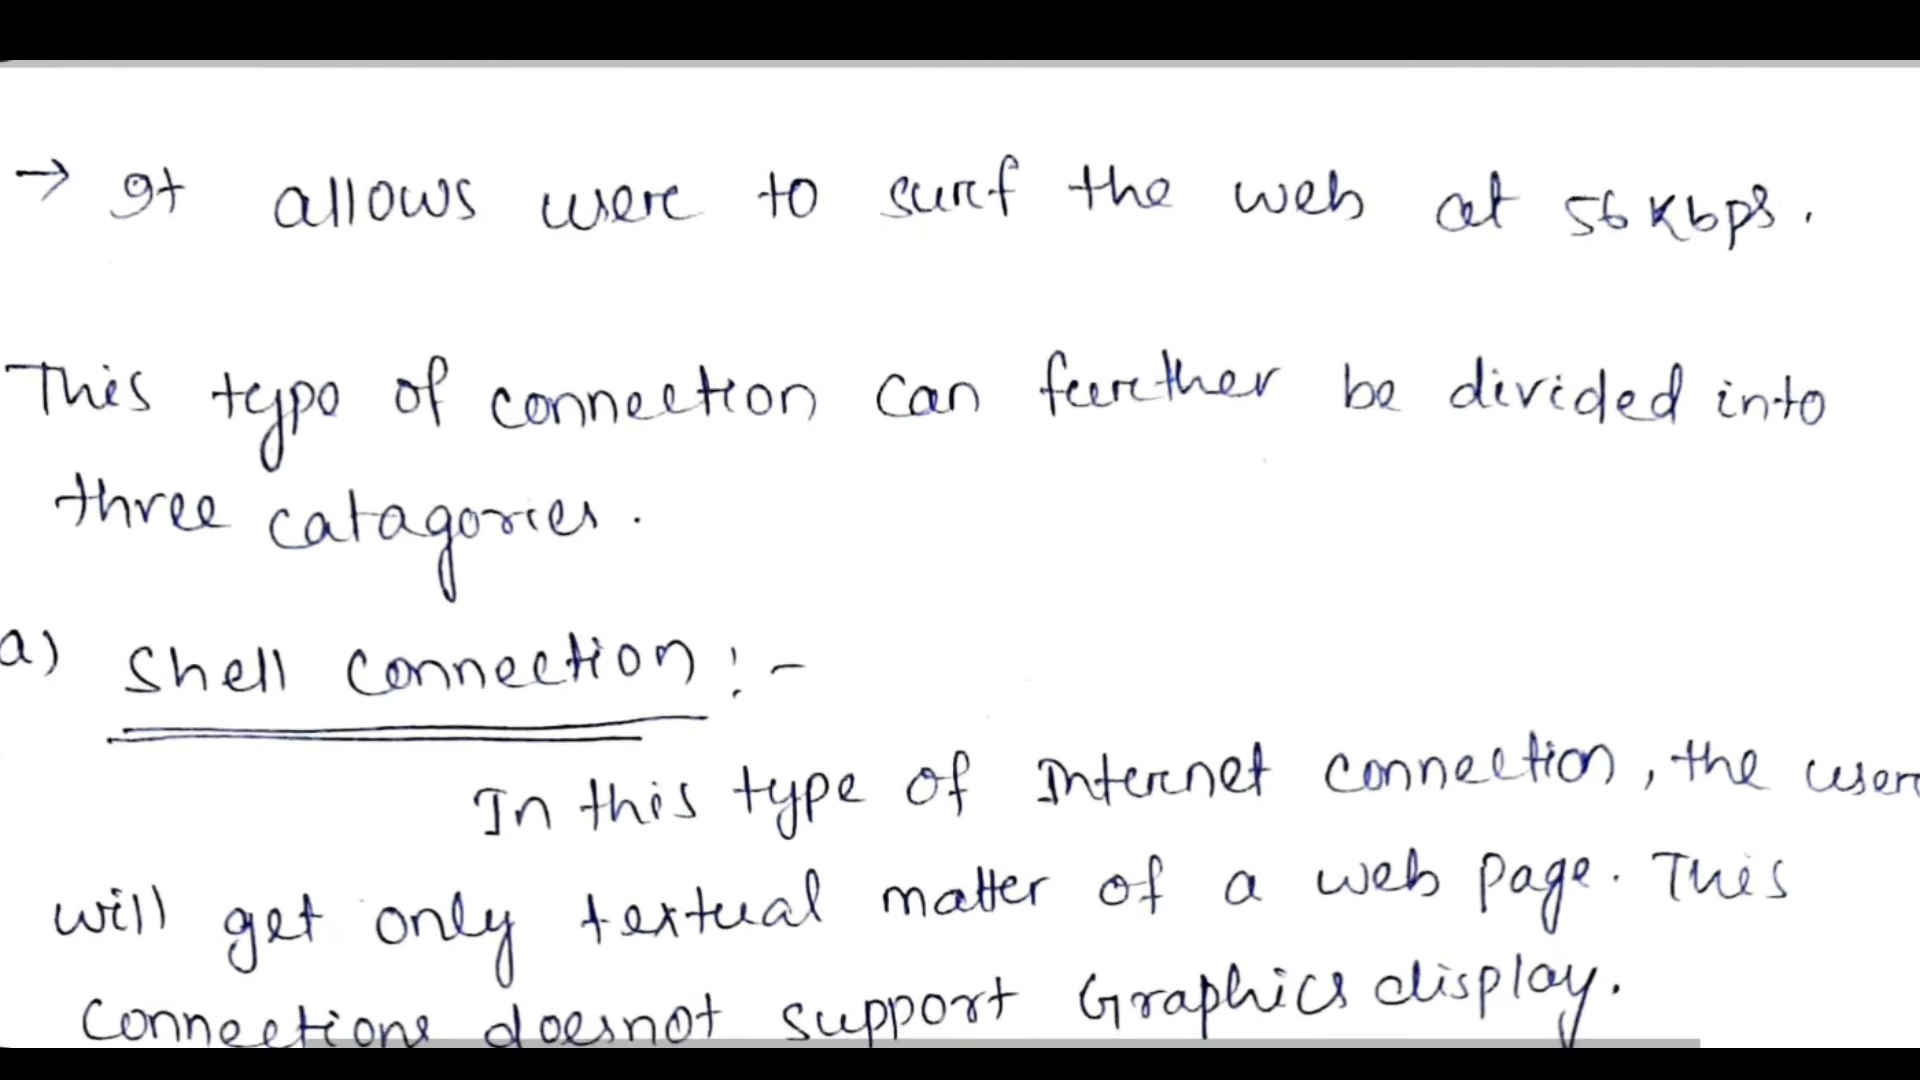 → It allows user to surf the web at 56 Kbps.
This type of connection can further be divided into
three catagories.
a) Shell Connection :-
In this type of Internet connection, the user
will get only textual matter of a web page. This
Connections doesnot support Graphics display.